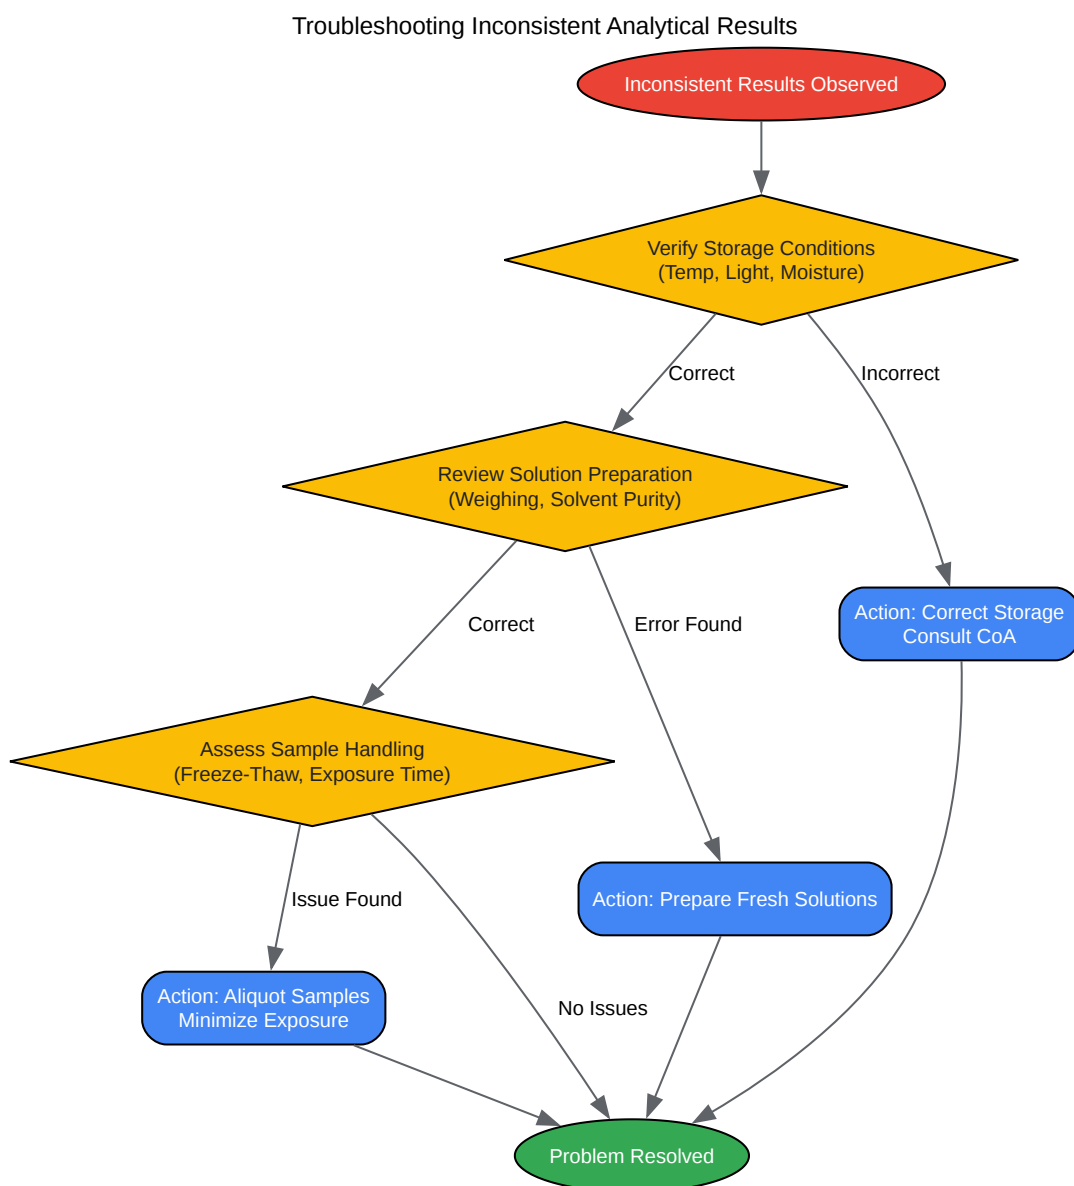 Troubleshooting Inconsistent Analytical Results
Inconsistent Results Observed
Verify Storage Conditions
(Temp, Light, Moisture)
Correct
Incorrect
Review Solution Preparation
(Weighing, Solvent Purity)
Correct
Error Found
Action: Correct Storage
Consult CoA
Assess Sample Handling
(Freeze-Thaw, Exposure Time)
Issue Found
Action: Prepare Fresh Solutions
Action: Aliquot Samples
Minimize Exposure
No Issues
Problem Resolved